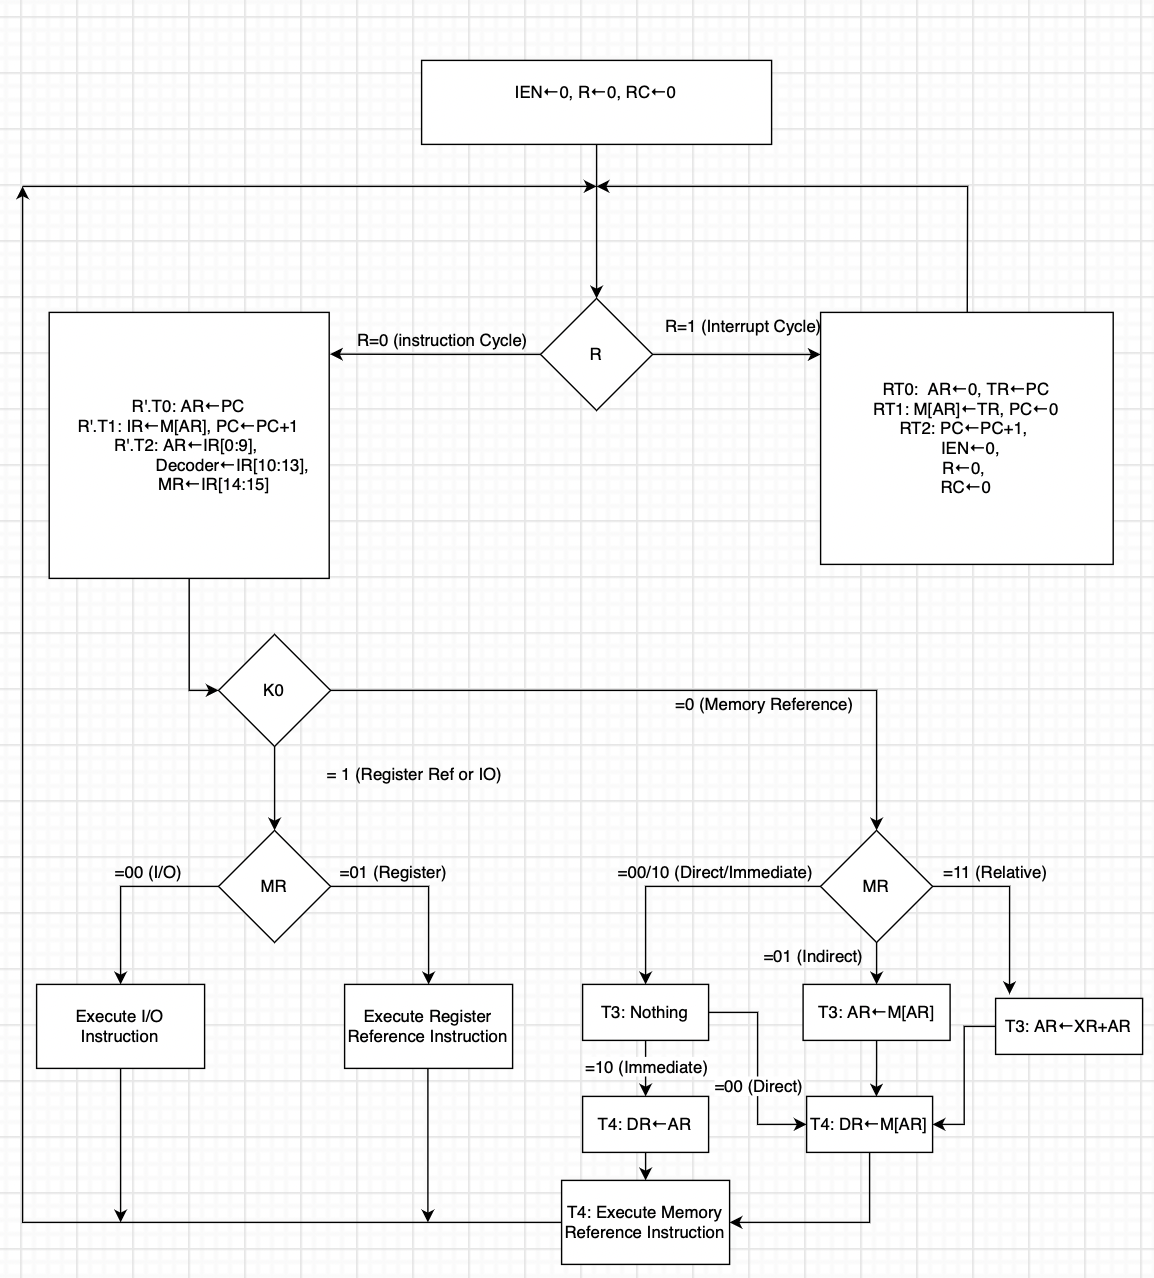 IEN←0, R←0, RC←0
R=0 (instruction Cycle)
R
R=1 (Interrupt Cycle)
R'.T0: AR←PC
R'.T1: IR←M[AR], PC←PC+1
R'.T2: AR←IR[0:9],
Decoder←IR[10:13],
MR←IR[14:15]
RT0: AR←0, TR←PC
RT1: M[AR]←TR, PC←0
RT2: PC←PC+1,
IEN←0,
R←0,
RC←0
K0
=0 (Memory Reference)
= 1 (Register Ref or IO)
=00 (I/O)
MR
=01 (Register)
=00/10 (Direct/Immediate)
MR
=11 (Relative)
=01 (Indirect)
Execute I/O
Instruction
Execute Register
Reference Instruction
T3: Nothing
T3: AR←M[AR]
T3: AR←XR+AR
=10 (Immediate)
=00 (Direct)
T4: DR←AR
T4: DR←M[AR]
T4: Execute Memory
Reference Instruction